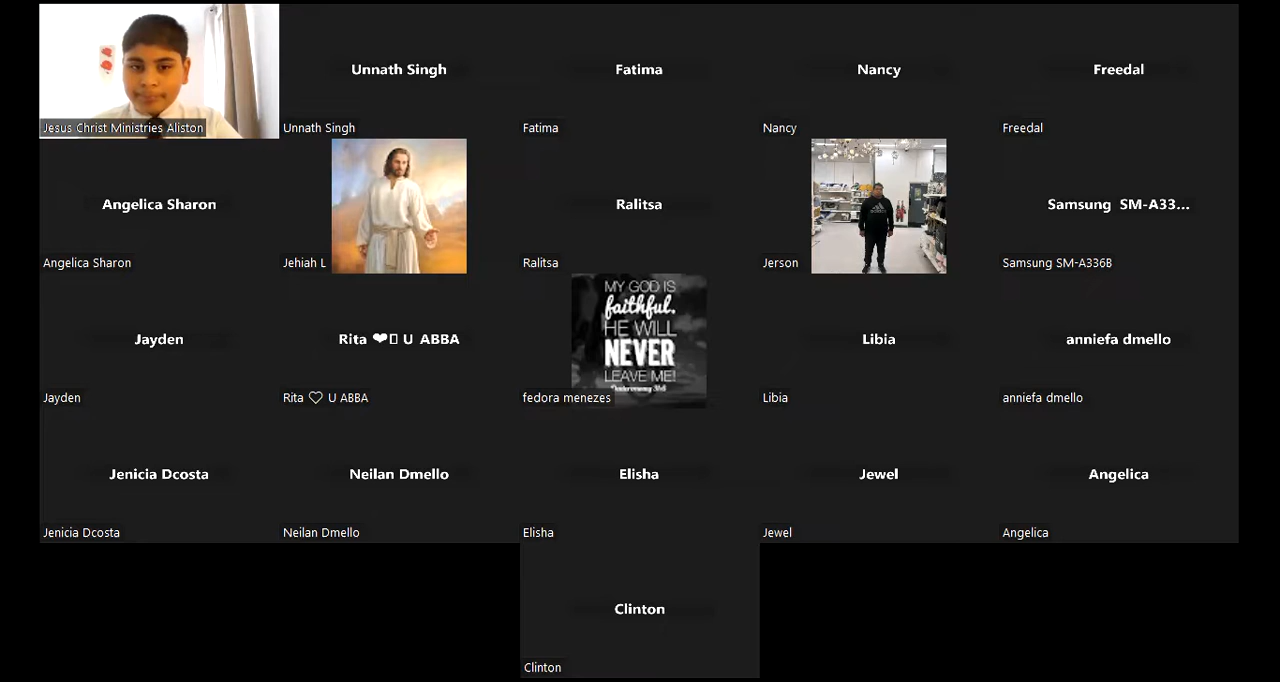 Jesus Christ Ministries Aliston
Unnath Singh
Unnath Singh
Fatima
Fatima
Nancy
Nancy
Freedal
Freedal
Angelica Sharon
Angelica Sharon
Jehiah L
Ralitsa
Ralitsa
Jerson
Samsung SM-A33...
Samsung SM-A336B
Jayden
Jayden
Rita ❤▯ U ABBA
Rita ♡ U ABBA
MY GOD IS
faithful.
HE WILL
NEVER
LEAVE ME!
fedora menezes
Libia
Libia
anniefa dmello
anniefa dmello
Jenicia Dcosta
Jenicia Dcosta
Neilan Dmello
Neilan Dmello
Elisha
Elisha
Jewel
Jewel
Angelica
Angelica
Clinton
Clinton